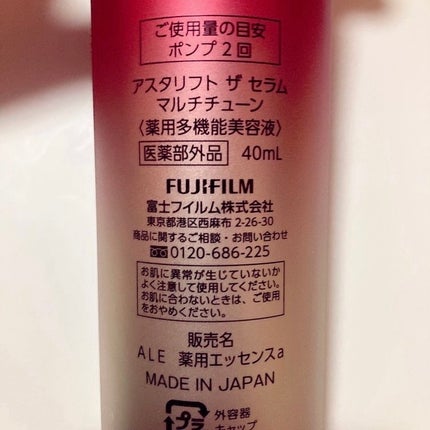 ご使用量の目安
ポンプ2回
アスタリフト ザ セラム
マルチチューン
〈薬用多機能美容液〉
医薬部外品 40mL
FUJIFILM
富士フイルム株式会社
東京都港区西麻布 2-26-30
商品に関するご相談・お問い合わせ
0120-686-225
お肌に異常が生じていないか
よく注意して使用してください。
お肌に合わないときは、ご使用
をおやめください。
販売名
ALE 薬用エッセンスa
MADE IN JAPAN
プラ
外容器
キャップ